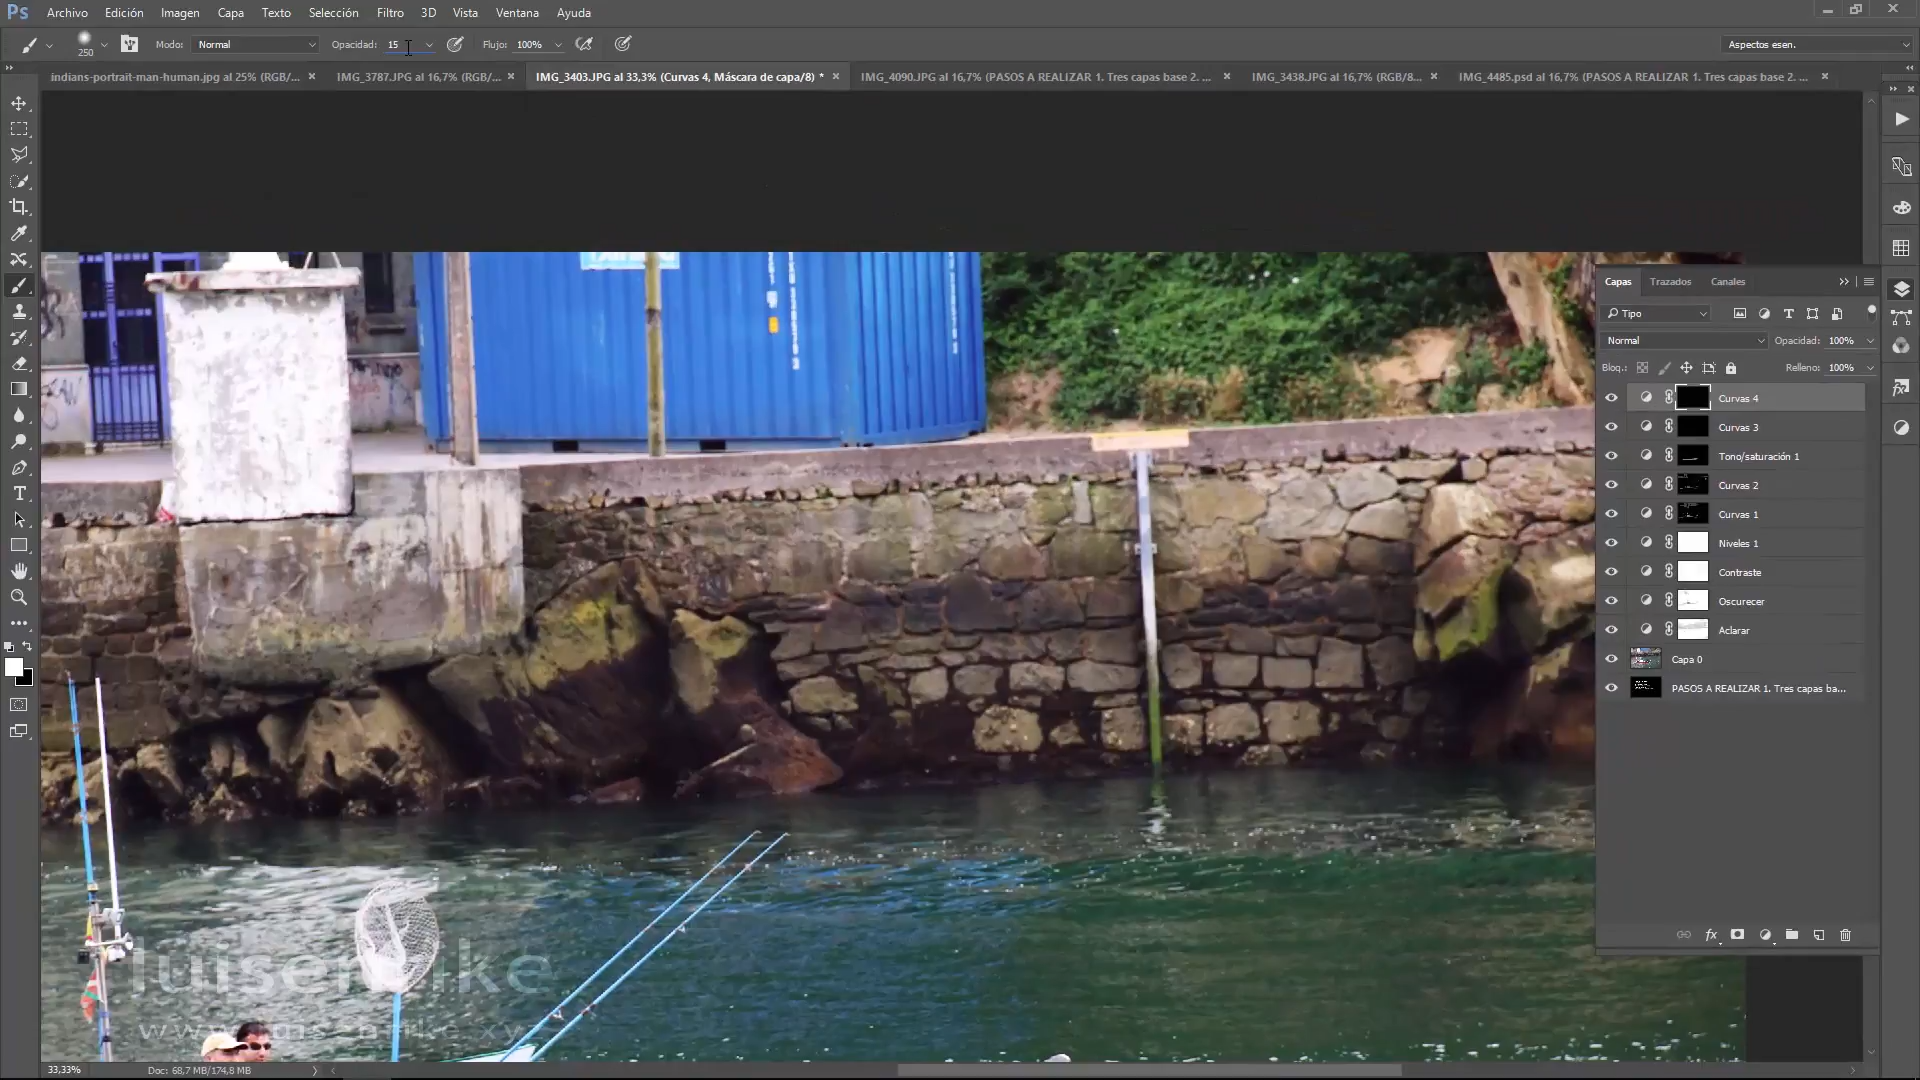 Ps Archivo Edición Imagen Capa Texto Selección Filtro 3D Vista Ventana Ayuda
250 Modo: Normal Opacidad: 15 Flujo: 100% Aspectos esen.
indians-portrait-man-human.jpg al 25% (RGB/... × IMG_3787.JPG al 16,7% (RGB/... × IMG_3403.JPG al 33,3% (Curvas 4, Máscara de capa/8) * × IMG_4090.JPG al 16,7% (PASOS A REALIZAR 1. Tres capas base 2. ... × IMG_3438.JPG al 16,7% (RGB/8... × IMG_4485.psd al 16,7% (PASOS A REALIZAR 1. Tres capas base 2. ... ×
Capas Trazados Canales
Tipo
Normal Opacidad: 100%
Bloq.: Relleno: 100%
Curvas 4
Curvas 3
Tono/saturación 1
Curvas 2
Curvas 1
Niveles 1
Contraste
Oscurecer
Aclarar
Capa 0
PASOS A REALIZAR 1. Tres capas ba...
33,33% Doc: 68,7 MB/174,8 MB